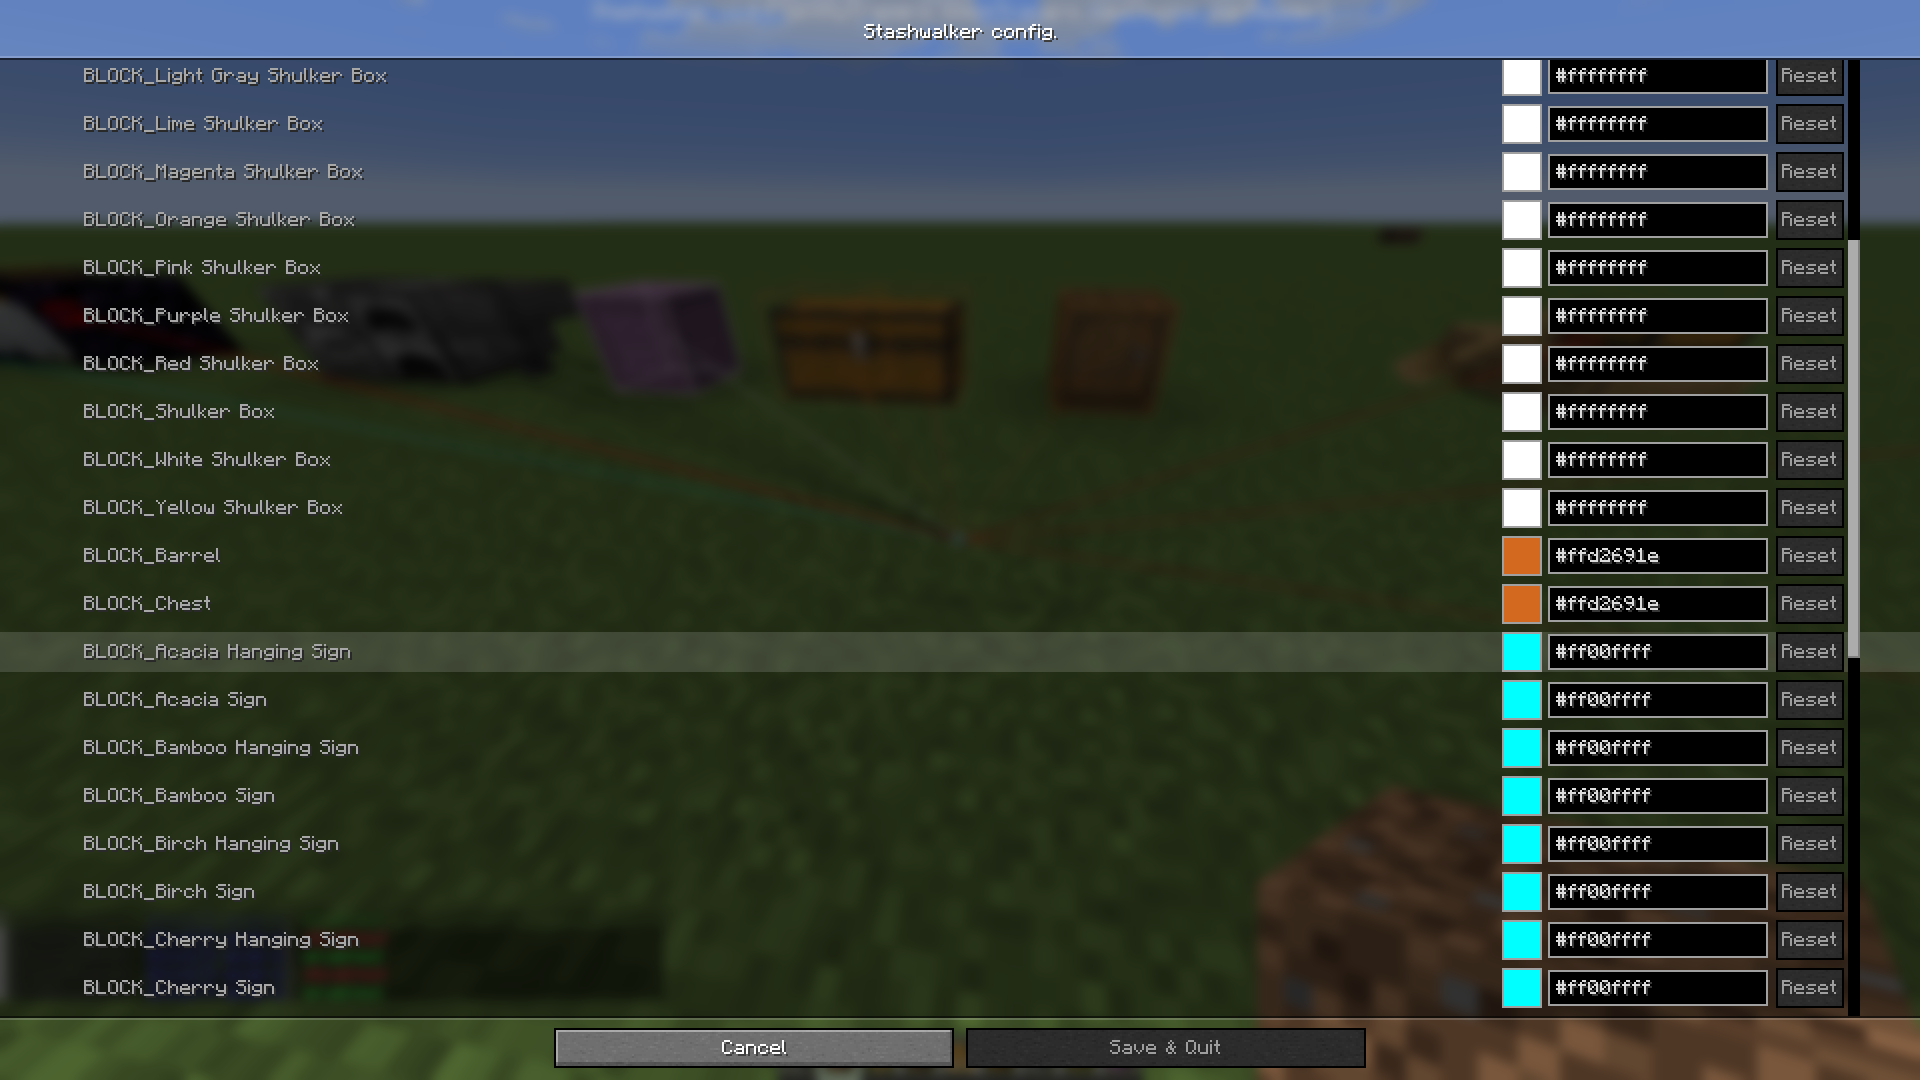 Stashwalker config.
BLOCK_Light Gray Shulker Box #ffffffff Reset
BLOCK_Lime Shulker Box #ffffffff Reset
BLOCK_Magenta Shulker Box #ffffffff Reset
BLOCK_Orange Shulker Box #ffffffff Reset
BLOCK_Pink Shulker Box #ffffffff Reset
BLOCK_Purple Shulker Box #ffffffff Reset
BLOCK_Red Shulker Box #ffffffff Reset
BLOCK_Shulker Box #ffffffff Reset
BLOCK_White Shulker Box #ffffffff Reset
BLOCK_Yellow Shulker Box #ffffffff Reset
BLOCK_Barrel #ffd2691e Reset
BLOCK_Chest #ffd2691e Reset
BLOCK_Acacia Hanging Sign #ff00ffff Reset
BLOCK_Acacia Sign #ff00ffff Reset
BLOCK_Bamboo Hanging Sign #ff00ffff Reset
BLOCK_Bamboo Sign #ff00ffff Reset
BLOCK_Birch Hanging Sign #ff00ffff Reset
BLOCK_Birch Sign #ff00ffff Reset
BLOCK_Cherry Hanging Sign #ff00ffff Reset
BLOCK_Cherry Sign #ff00ffff Reset
Cancel Save & Quit